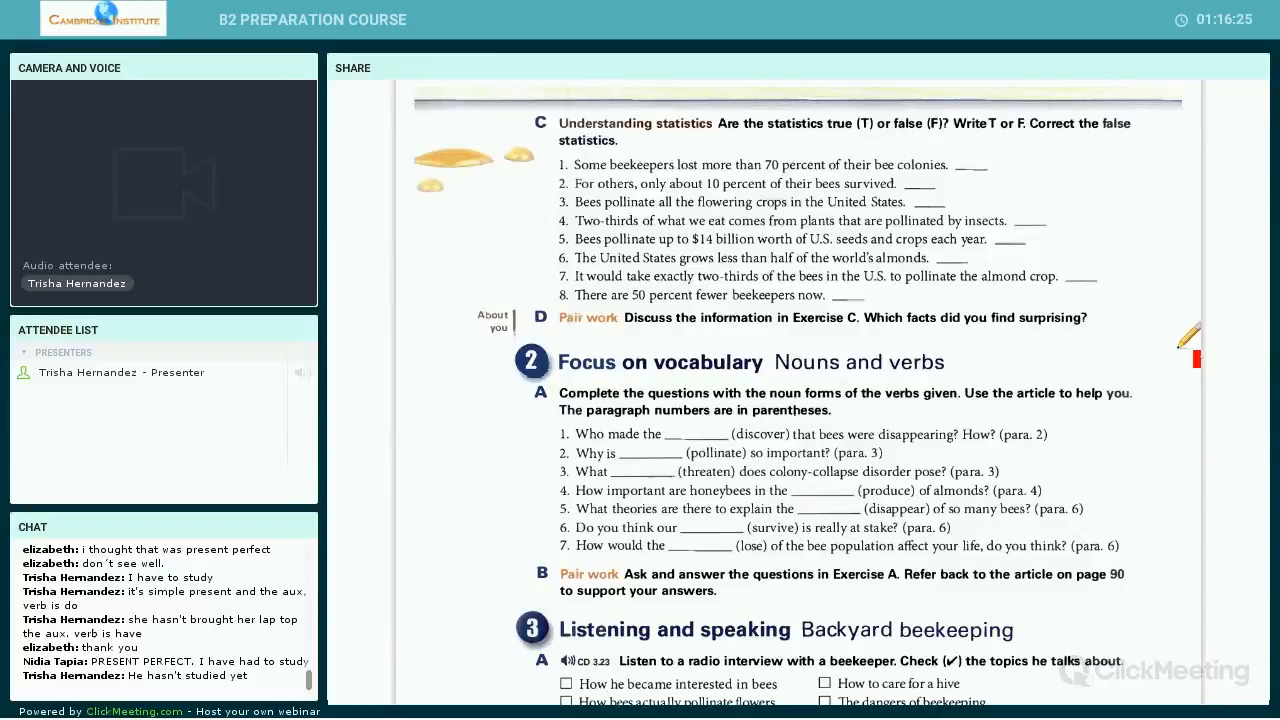 CAMBRIDGE INSTITUTE
B2 PREPARATION COURSE
01:16:25
CAMERA AND VOICE
Audio attendee:
Trisha Hernandez
ATTENDEE LIST
PRESENTERS
Trisha Hernandez - Presenter
CHAT
elizabeth: i thought that was present perfect
elizabeth: don´t see well.
Trisha Hernandez: I have to study
Trisha Hernandez: it's simple present and the aux,
verb is do
Trisha Hernandez: she hasn't brought her lap top
the aux. verb is have
elizabeth: thank you
Nidia Tapia: PRESENT PERFECT. I have had to study
Trisha Hernandez: He hasn't studied yet
Powered by ClickMeeting.com - Host your own webinar
SHARE
C Understanding statistics Are the statistics true (T) or false (F)? Write T or F. Correct the false
statistics.
1. Some beekeepers lost more than 70 percent of their bee colonies. ____
2. For others, only about 10 percent of their bees survived. ____
3. Bees pollinate all the flowering crops in the United States. ____
4. Two-thirds of what we eat comes from plants that are pollinated by insects. ____
5. Bees pollinate up to $14 billion worth of U.S. seeds and crops each year. ____
6. The United States grows less than half of the world's almonds. ____
7. It would take exactly two-thirds of the bees in the U.S. to pollinate the almond crop. ____
8. There are 50 percent fewer beekeepers now. ____
About
you
D Pair work Discuss the information in Exercise C. Which facts did you find surprising?
2 Focus on vocabulary Nouns and verbs
A Complete the questions with the noun forms of the verbs given. Use the article to help you.
The paragraph numbers are in parentheses.
1. Who made the ________ (discover) that bees were disappearing? How? (para. 2)
2. Why is ________ (pollinate) so important? (para. 3)
3. What ________ (threaten) does colony-collapse disorder pose? (para. 3)
4. How important are honeybees in the ________ (produce) of almonds? (para. 4)
5. What theories are there to explain the ________ (disappear) of so many bees? (para. 6)
6. Do you think our ________ (survive) is really at stake? (para. 6)
7. How would the ________ (lose) of the bee population affect your life, do you think? (para. 6)
B Pair work Ask and answer the questions in Exercise A. Refer back to the article on page 90
to support your answers.
3 Listening and speaking Backyard beekeeping
A CD 3.23 Listen to a radio interview with a beekeeper. Check (✔) the topics he talks about.
☐ How he became interested in bees ☐ How to care for a hive
☐ How bees actually pollinate flowers ☐ The dangers of beekeeping
ClickMeeting